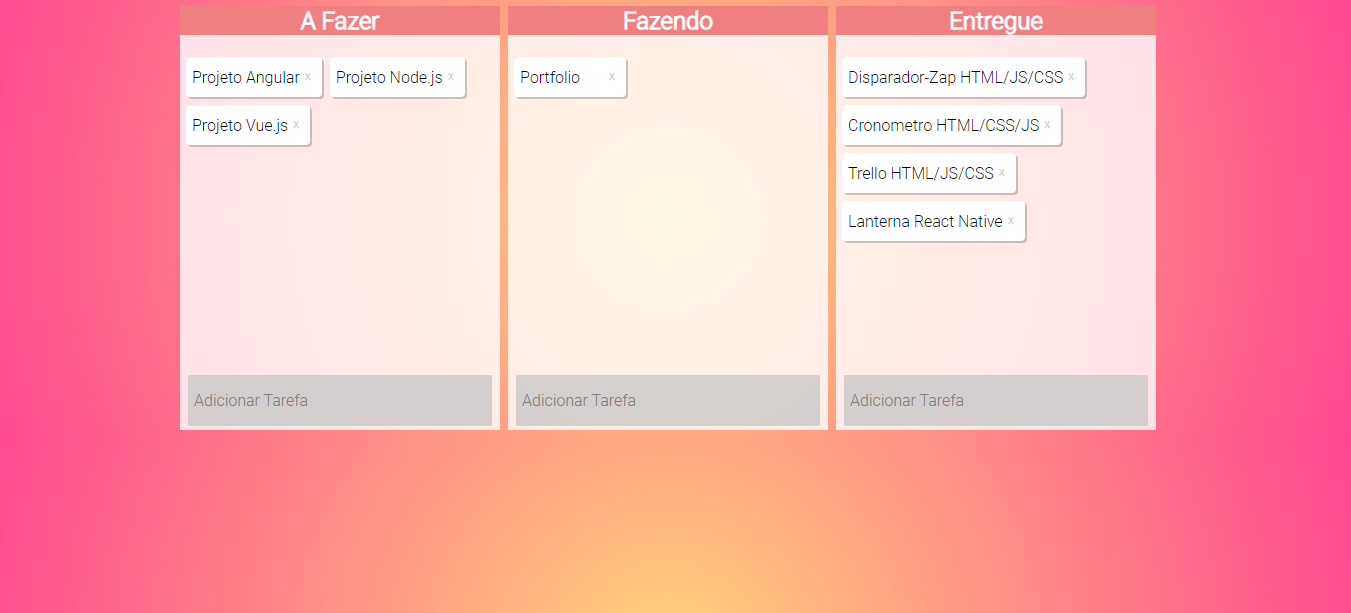 A Fazer
Projeto Angular x
Projeto Node.js x
Projeto Vue.js x
Adicionar Tarefa
Fazendo
Portfolio x
Adicionar Tarefa
Entregue
Disparador-Zap HTML/JS/CSS x
Cronometro HTML/CSS/JS x
Trello HTML/JS/CSS x
Lanterna React Native x
Adicionar Tarefa